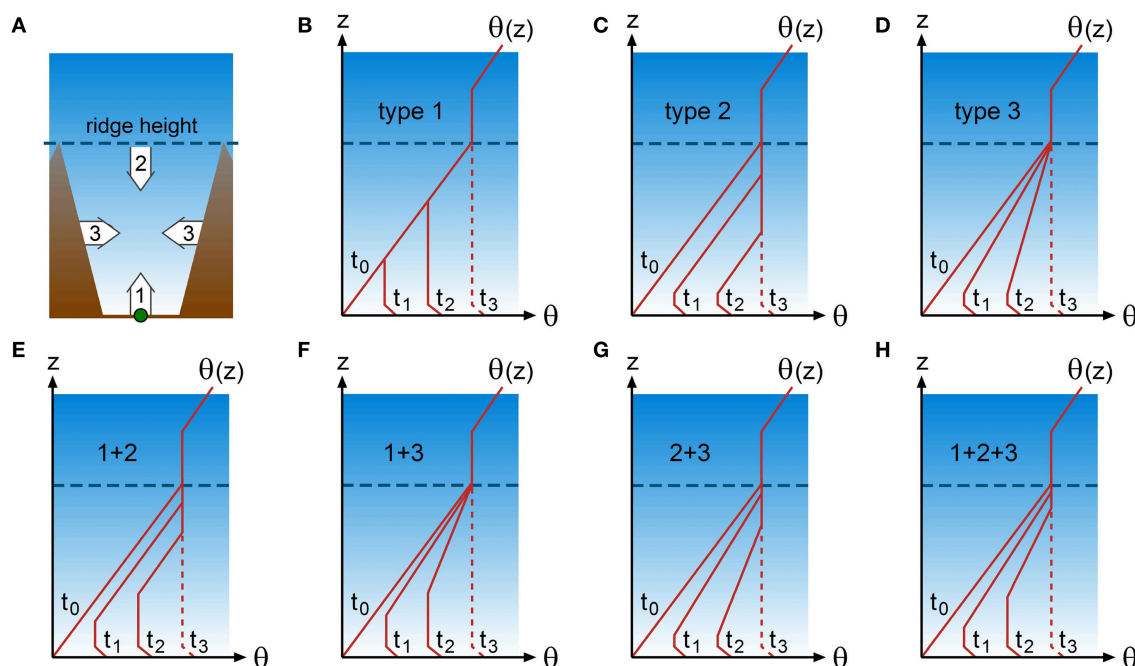 A
ridge height
2
3
3
1
B
z
θ(z)
type 1
t₀
t₁
t₂
t₃
θ
C
z
θ(z)
type 2
t₀
t₁
t₂
t₃
θ
D
z
θ(z)
type 3
t₀
t₁
t₂
t₃
θ
E
z
θ(z)
1+2
t₀
t₁
t₂
t₃
θ
F
z
θ(z)
1+3
t₀
t₁
t₂
t₃
θ
G
z
θ(z)
2+3
t₀
t₁
t₂
t₃
θ
H
z
θ(z)
1+2+3
t₀
t₁
t₂
t₃
θ